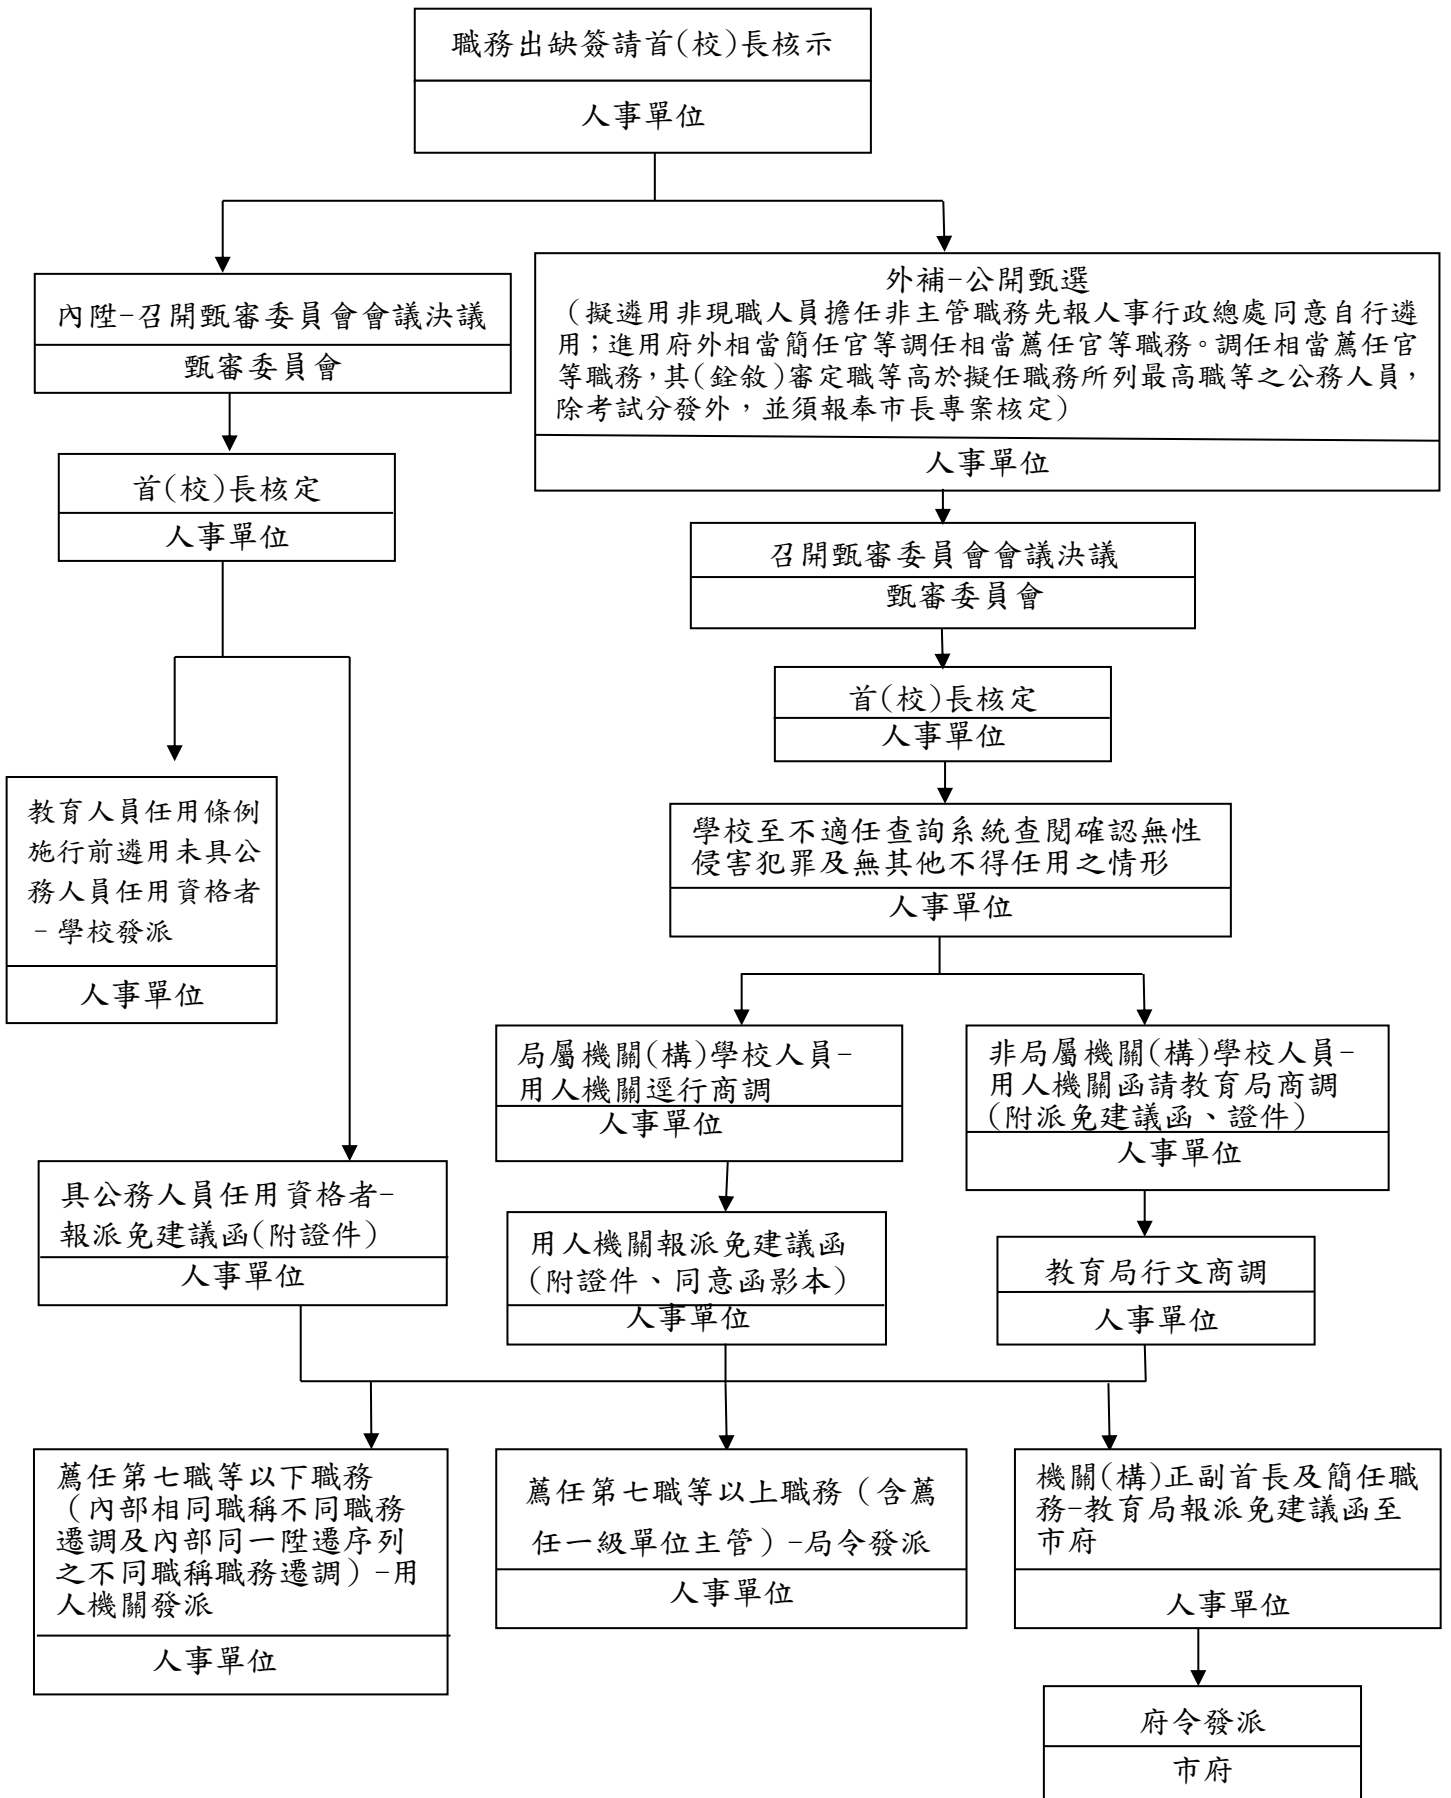 職務出缺簽請首(校)長核示
人事單位
內陞-召開甄審委員會會議決議
甄審委員會
外補-公開甄選
（擬遴用非現職人員擔任非主管職務先報人事行政總處同意自行遴
用；進用府外相當簡任官等調任相當薦任官等職務。調任相當薦任官
等職務，其(銓敘)審定職等高於擬任職務所列最高職等之公務人員，
除考試分發外，並須報奉市長專案核定）
人事單位
首(校)長核定
人事單位
召開甄審委員會會議決議
甄審委員會
首(校)長核定
人事單位
教育人員任用條例
施行前遴用未具公
務人員任用資格者
-學校發派
人事單位
學校至不適任查詢系統查閱確認無性
侵害犯罪及無其他不得任用之情形
人事單位
局屬機關(構)學校人員-
用人機關逕行商調
人事單位
非局屬機關(構)學校人員-
用人機關函請教育局商調
(附派免建議函、證件)
人事單位
具公務人員任用資格者-
報派免建議函(附證件)
人事單位
用人機關報派免建議函
(附證件、同意函影本)
人事單位
教育局行文商調
人事單位
薦任第七職等以下職務
（內部相同職稱不同職務
遷調及內部同一陞遷序列
之不同職稱職務遷調）-用
人機關發派
人事單位
薦任第七職等以上職務（含薦
任一級單位主管）-局令發派
人事單位
機關(構)正副首長及簡任職
務-教育局報派免建議函至
市府
人事單位
府令發派
市府